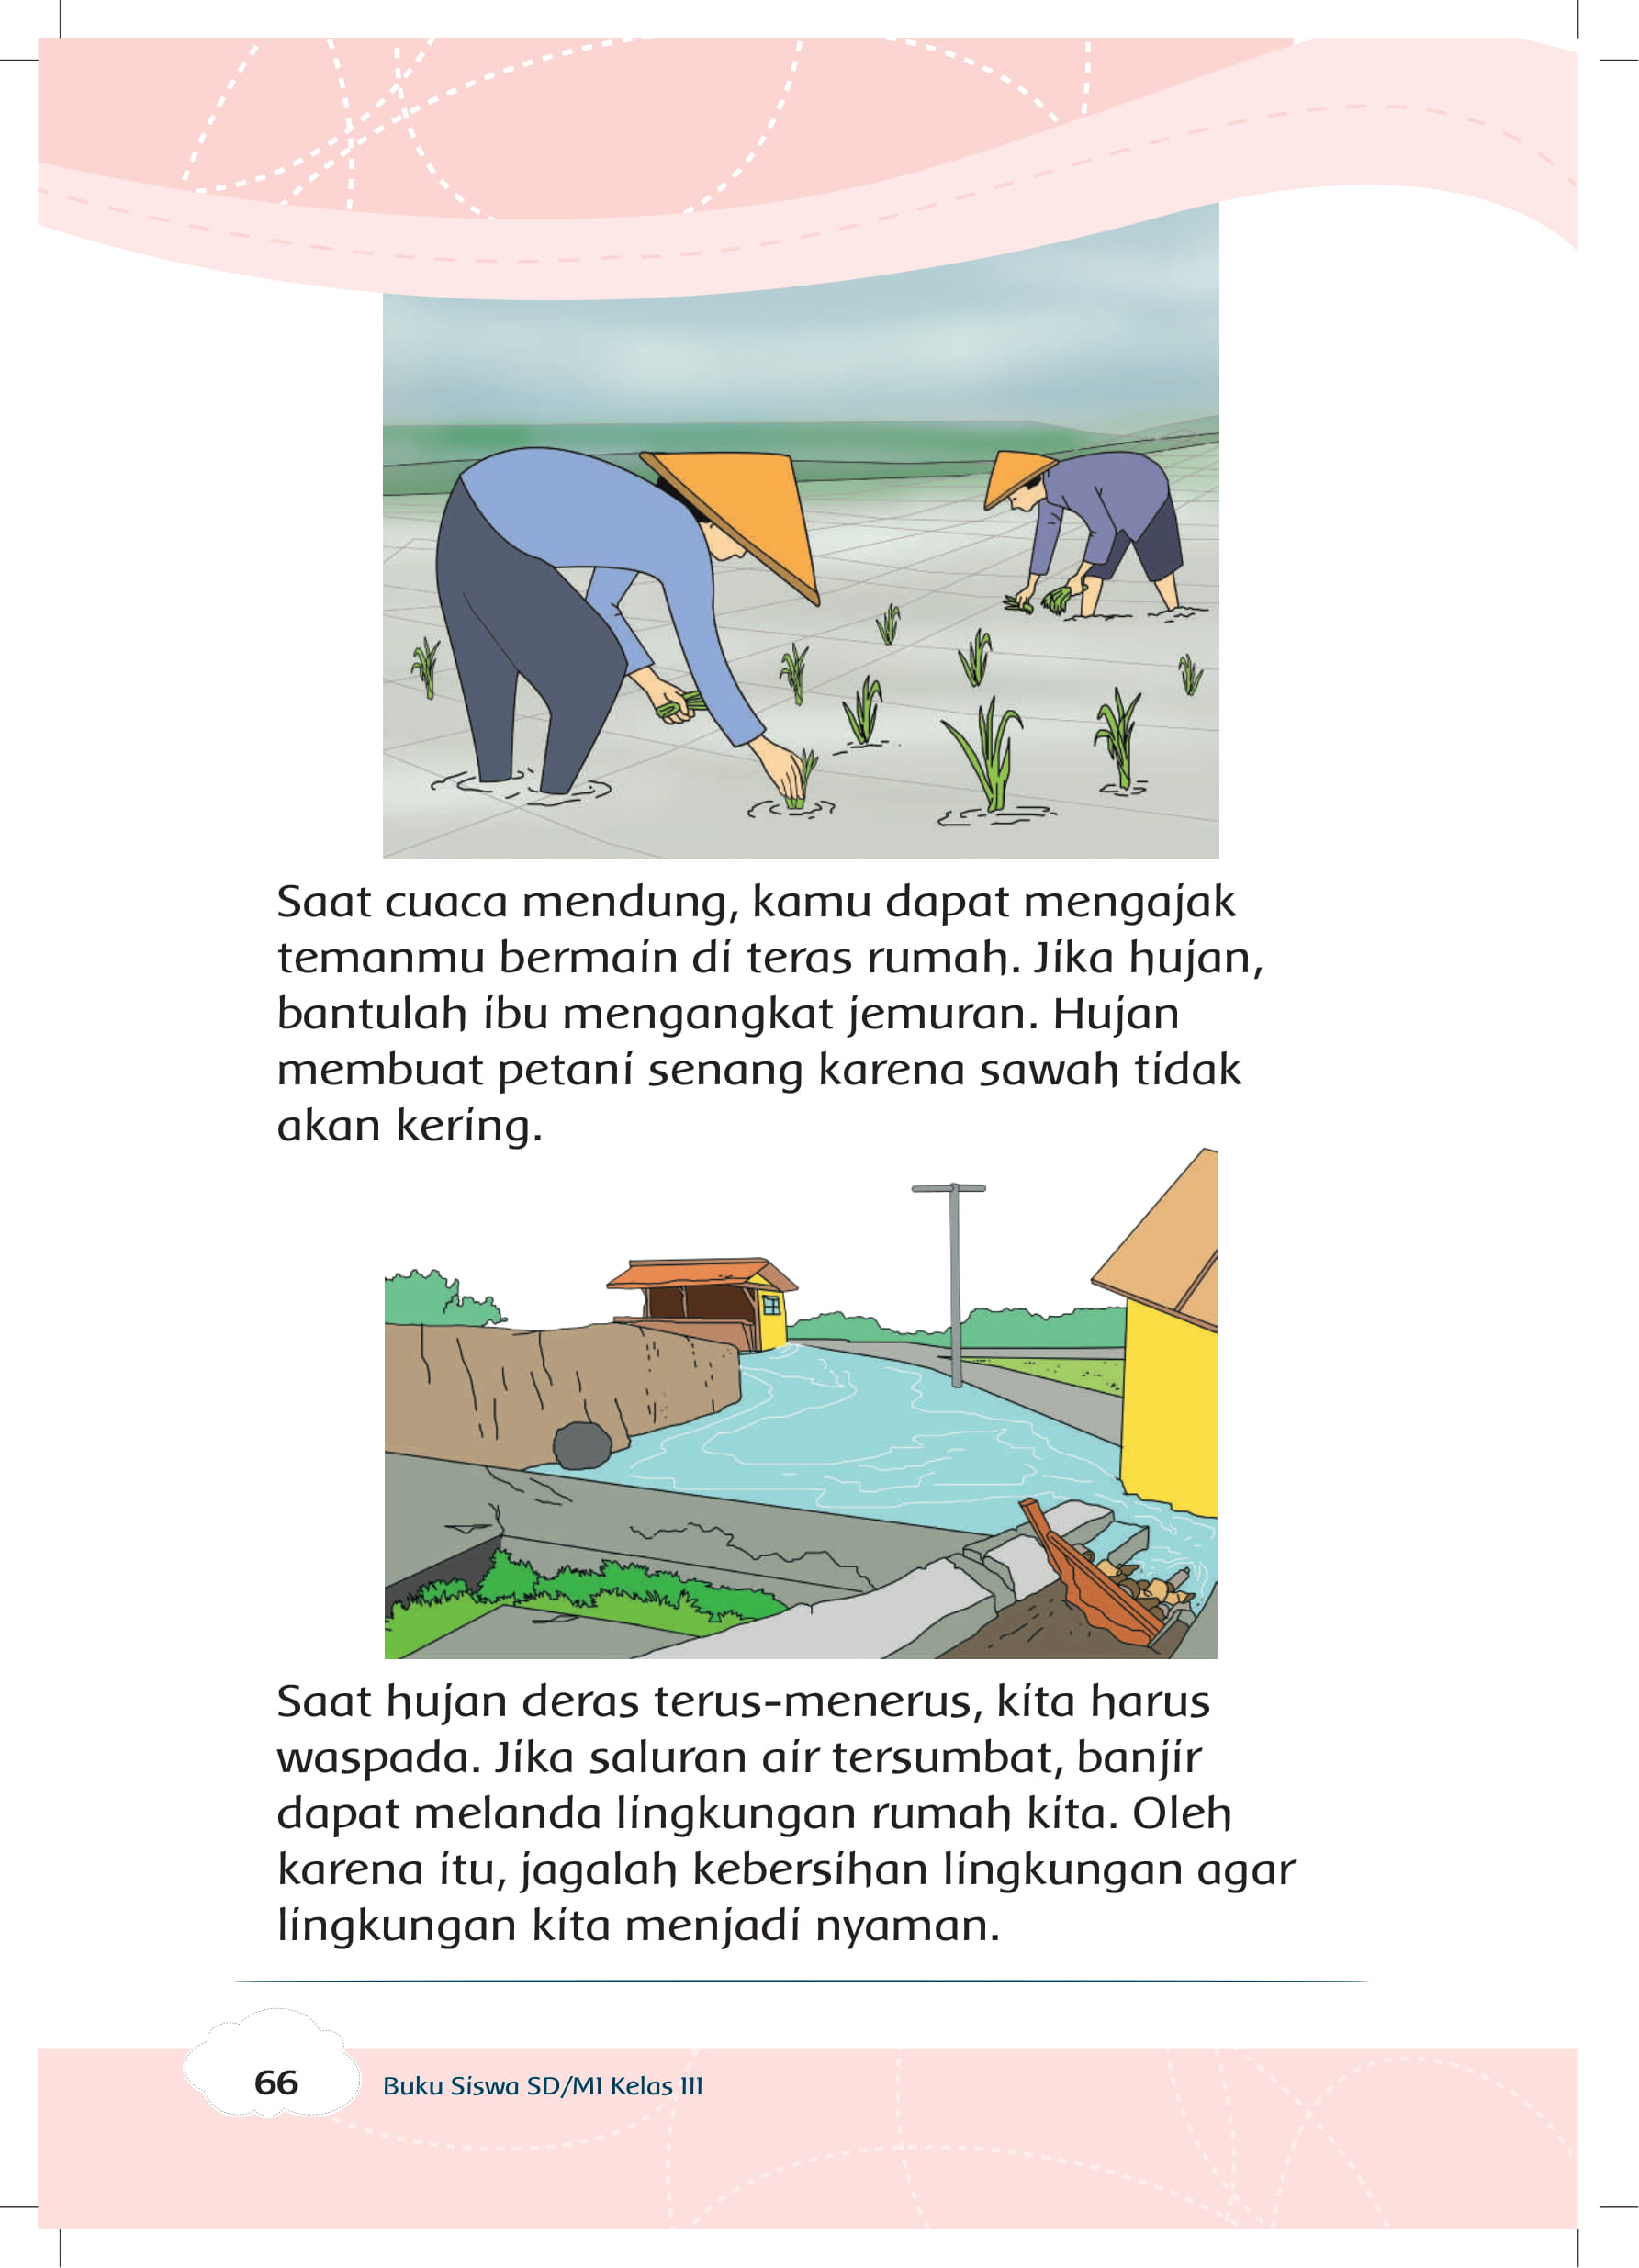 Saat cuaca mendung, kamu dapat mengajak
temanmu bermain di teras rumah. Jika hujan,
bantulah ibu mengangkat jemuran. Hujan
membuat petani senang karena sawah tidak
akan kering.
Saat hujan deras terus-menerus, kita harus
waspada. Jika saluran air tersumbat, banjir
dapat melanda lingkungan rumah kita. Oleh
karena itu, jagalah kebersihan lingkungan agar
lingkungan kita menjadi nyaman.
66
Buku Siswa SD/MI Kelas III